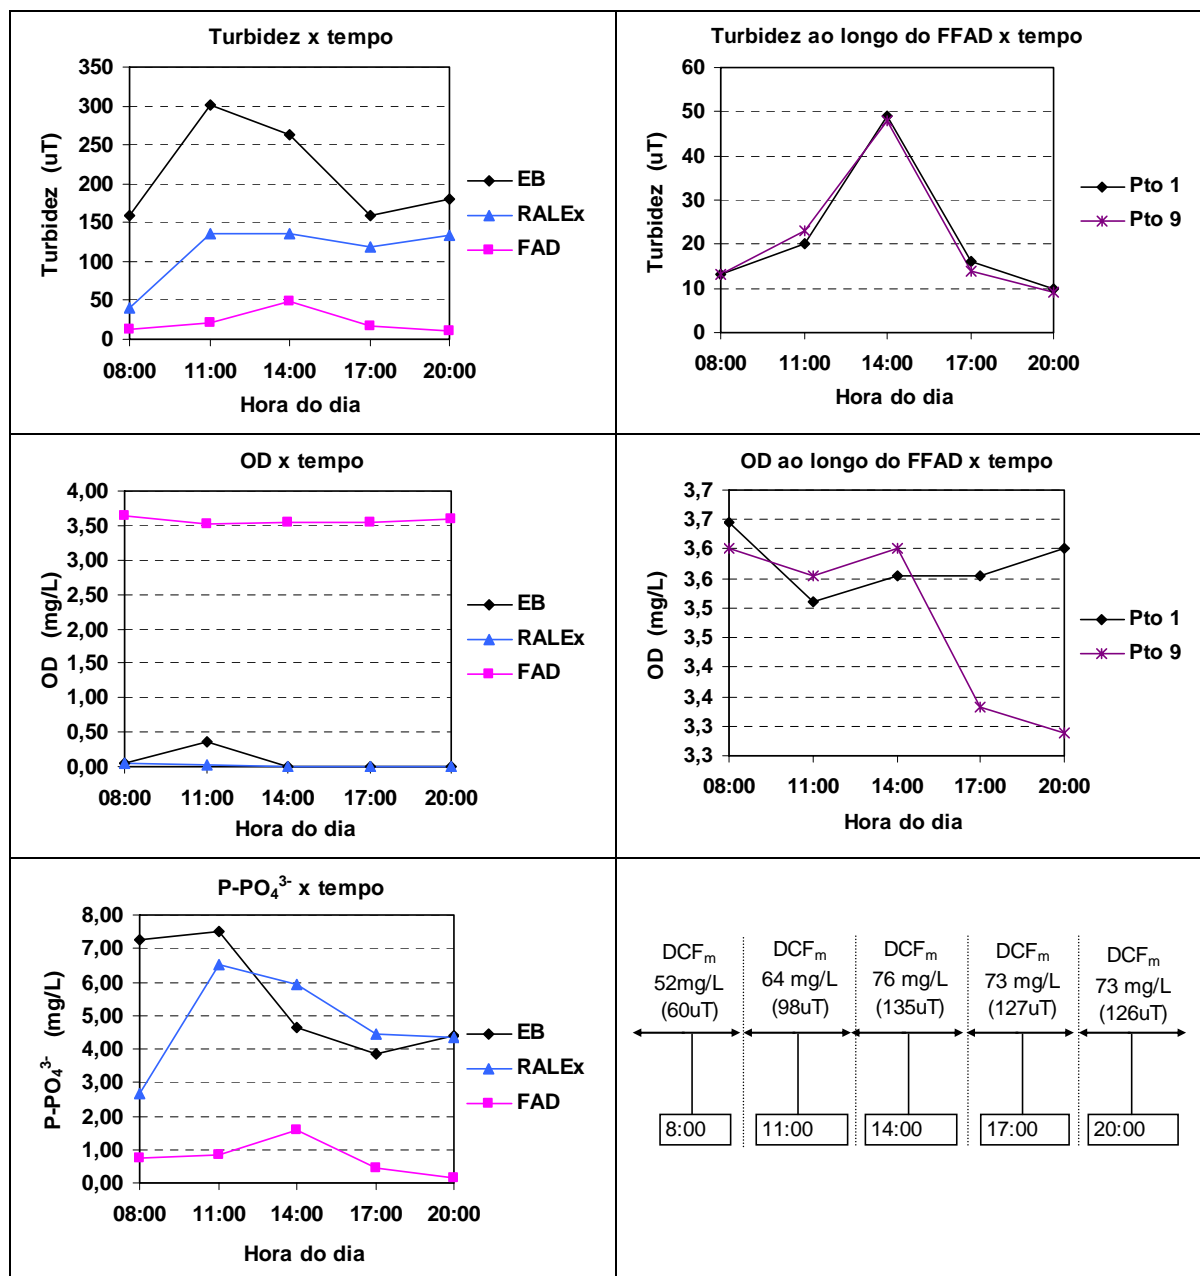 Turbidez x tempo
350
300
250
200
150
100
50
0
Turbidez (uT)
08:00 11:00 14:00 17:00 20:00
Hora do dia
EB
RALEx
FAD
Turbidez ao longo do FFAD x tempo
60
50
40
30
20
10
0
Turbidez (uT)
08:00 11:00 14:00 17:00 20:00
Hora do dia
Pto 1
Pto 9
OD x tempo
4,00
3,50
3,00
2,50
2,00
1,50
1,00
0,50
0,00
OD (mg/L)
08:00 11:00 14:00 17:00 20:00
Hora do dia
EB
RALEx
FAD
OD ao longo do FFAD x tempo
3,7
3,7
3,6
3,6
3,5
3,5
3,4
3,4
3,3
3,3
OD (mg/L)
08:00 11:00 14:00 17:00 20:00
Hora do dia
Pto 1
Pto 9
P-PO₄³⁻ x tempo
8,00
7,00
6,00
5,00
4,00
3,00
2,00
1,00
0,00
P-PO₄³⁻ (mg/L)
08:00 11:00 14:00 17:00 20:00
Hora do dia
EB
RALEx
FAD
DCFₘ DCFₘ DCFₘ DCFₘ DCFₘ
52mg/L 64 mg/L 76 mg/L 73 mg/L 73 mg/L
(60uT) (98uT) (135uT) (127uT) (126uT)
8:00 11:00 14:00 17:00 20:00